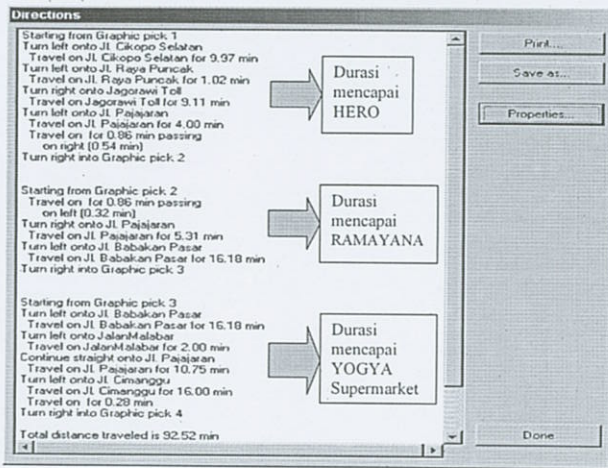 Directions
Starting from Graphic pick 1
Turn left onto Jl. Cikopo Selatan
Travel on Jl. Cikopo Selatan for 9.97 min
Turn left onto Jl. Raya Puncak
Travel on Jl. Raya Puncak for 1.02 min
Turn right onto Jagorawi Toll
Travel on Jagorawi Toll for 9.11 min
Turn left onto Jl. Pajajaran
Travel on Jl. Pajajaran for 4.00 min
Travel on for 0.86 min passing
on right (0.54 min)
Turn right into Graphic pick 2
Durasi
mencapai
HERO
Starting from Graphic pick 2
Travel on for 0.86 min passing
on left (0.32 min)
Turn right onto Jl. Pajajaran
Travel on Jl. Pajajaran for 5.31 min
Turn left onto Jl. Babakan Pasar
Travel on Jl. Babakan Pasar for 16.18 min
Turn right into Graphic pick 3
Durasi
mencapai
RAMAYANA
Starting from Graphic pick 3
Turn left onto Jl. Babakan Pasar
Travel on Jl. Babakan Pasar for 16.18 min
Turn left onto JalanMalabar
Travel on JalanMalabar for 2.00 min
Continue straight onto Jl. Pajajaran
Travel on Jl. Pajajaran for 10.75 min
Turn left onto Jl. Cimanggu
Travel on Jl. Cimanggu for 16.00 min
Travel on for 0.28 min
Turn right into Graphic pick 4
Durasi
mencapai
YOGYA
Supermarket
Total distance traveled is 92.52 min
Print...
Save as...
Properties...
Done